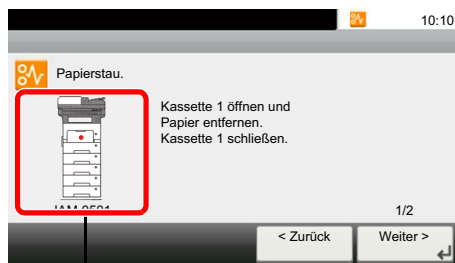 10:10
Papierstau.
Kassette 1 öffnen und
Papier entfernen.
Kassette 1 schließen.
1/2
< Zurück
Weiter >